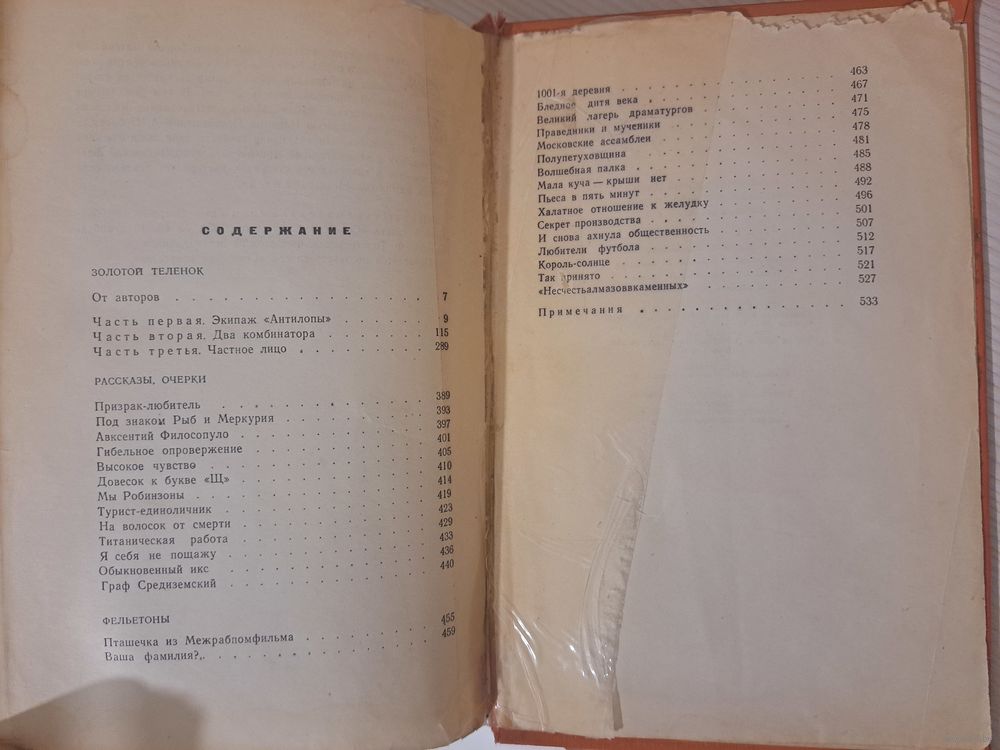 СОДЕРЖАНИЕ
ЗОЛОТОЙ ТЕЛЕНОК
От авторов . . . . . . . . . . . . . . 7
Часть первая. Экипаж «Антилопы» . . . . . 9
Часть вторая. Два комбинатора . . . . . . 115
Часть третья. Частное лицо . . . . . . . 289
РАССКАЗЫ, ОЧЕРКИ
Призрак-любитель . . . . . . . . . . 389
Под знаком Рыб и Меркурия . . . . . . . 393
Авксентий Философуло . . . . . . . . . 397
Гибельное опровержение . . . . . . . . 401
Высокое чувство . . . . . . . . . . 405
Довесок к букве «Щ» . . . . . . . . . 410
Мы Робинзоны . . . . . . . . . . . 414
Турист-единоличник . . . . . . . . . 419
На волосок от смерти . . . . . . . . . 423
Титаническая работа . . . . . . . . . 429
Я себя не пощажу . . . . . . . . . . 433
Обыкновенный икс . . . . . . . . . . 436
Граф Средиземский . . . . . . . . . . 440
ФЕЛЬЕТОНЫ
Пташечка из Межрабпомфильма . . . . . . 455
Ваша фамилия? . . . . . . . . . . . 459
1001-я деревня . . . . . . . . . . . 463
Бледное дитя века . . . . . . . . . . 467
Великий лагерь драматургов . . . . . . . 471
Праведники и мученики . . . . . . . . 475
Московские ассамблеи . . . . . . . . . 478
Полупетуховщина . . . . . . . . . . 481
Волшебная палка . . . . . . . . . . 485
Мала куча — крыши нет . . . . . . . . 488
Пьеса в пять минут . . . . . . . . . . 492
Халатное отношение к желудку . . . . . . 496
Секрет производства . . . . . . . . . 501
И снова ахнула общественность . . . . . . 507
Любители футбола . . . . . . . . . . 512
Король-солнце . . . . . . . . . . . 517
Так принято . . . . . . . . . . . . 521
«Несчестьалмазоввкаменных» . . . . . . . 527
Примечания . . . . . . . . . . . . 533